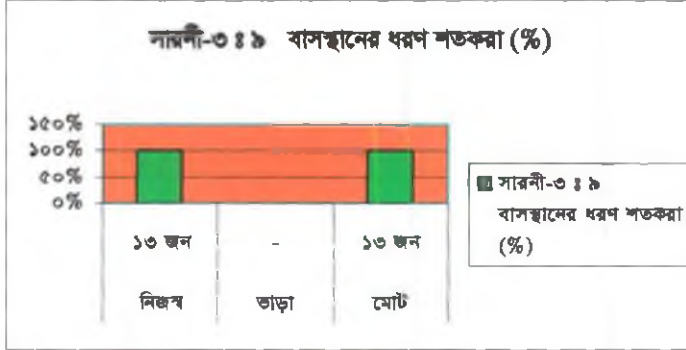 সারনী-৩ ঃ ৯ বাসস্থানের ধরণ শতকরা (%)
১৫০%
১০০%
৫০%
০%
১৩ জন - ১৩ জন
নিজস্ব ভাড়া মোট
সারনী-৩ ঃ ৯
বাসস্থানের ধরণ শতকরা
(%)